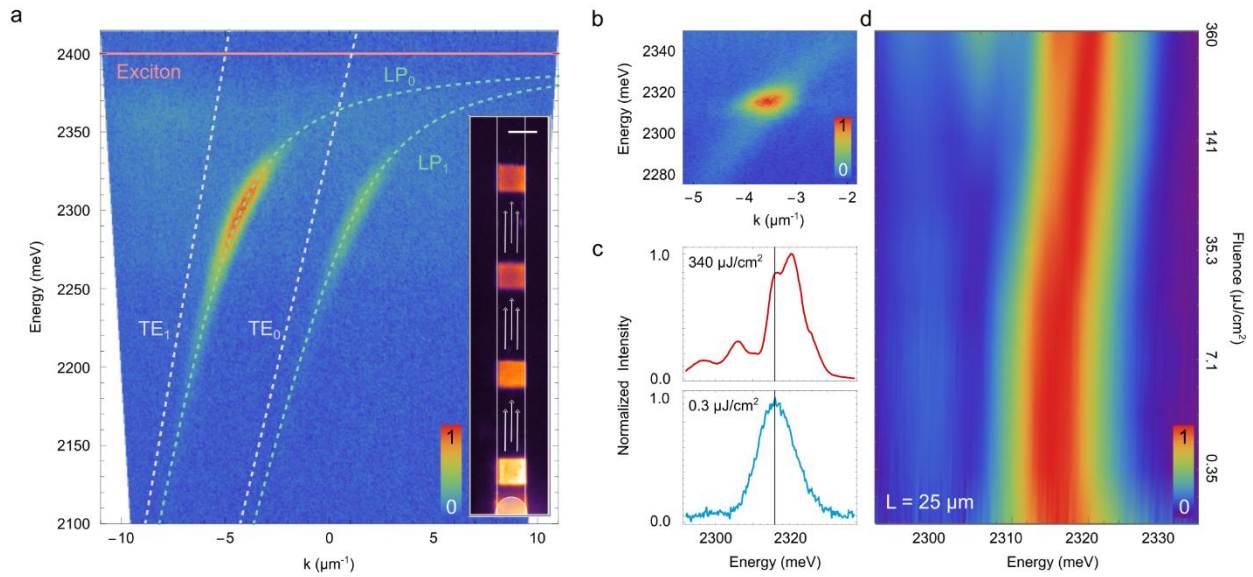 a
2400
2350
2300
2250
2200
2150
2100
Energy (meV)
Exciton
LP₀
LP₁
TE₁
TE₀
1
0
−10
−5
0
5
10
k (µm⁻¹)
b
2350
2325
2300
2275
Energy (meV)
1
0
−5
−4
−3
−2
k (µm⁻¹)
c
1.0
340 µJ/cm²
0.0
1.0
0.3 µJ/cm²
0.0
Normalized Intensity
2300
2320
Energy (meV)
d
L = 25 µm
1
0
2300
2310
2320
2330
Energy (meV)
360
141
35.3
7.1
0.35
Fluence (µJ/cm²)